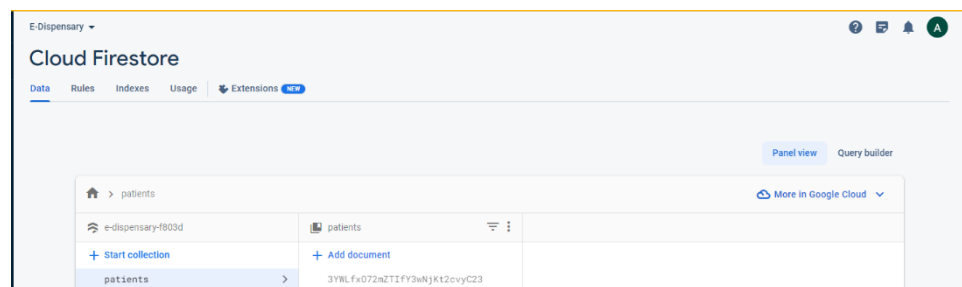 E-Dispensary
A
Cloud Firestore
Data Rules Indexes Usage Extensions NEW
Panel view Query builder
patients
More in Google Cloud
e-dispensary-f803d
patients
+ Start collection
+ Add document
patients
3YWLfxO72mZTIfY3wNjKt2cvyC23